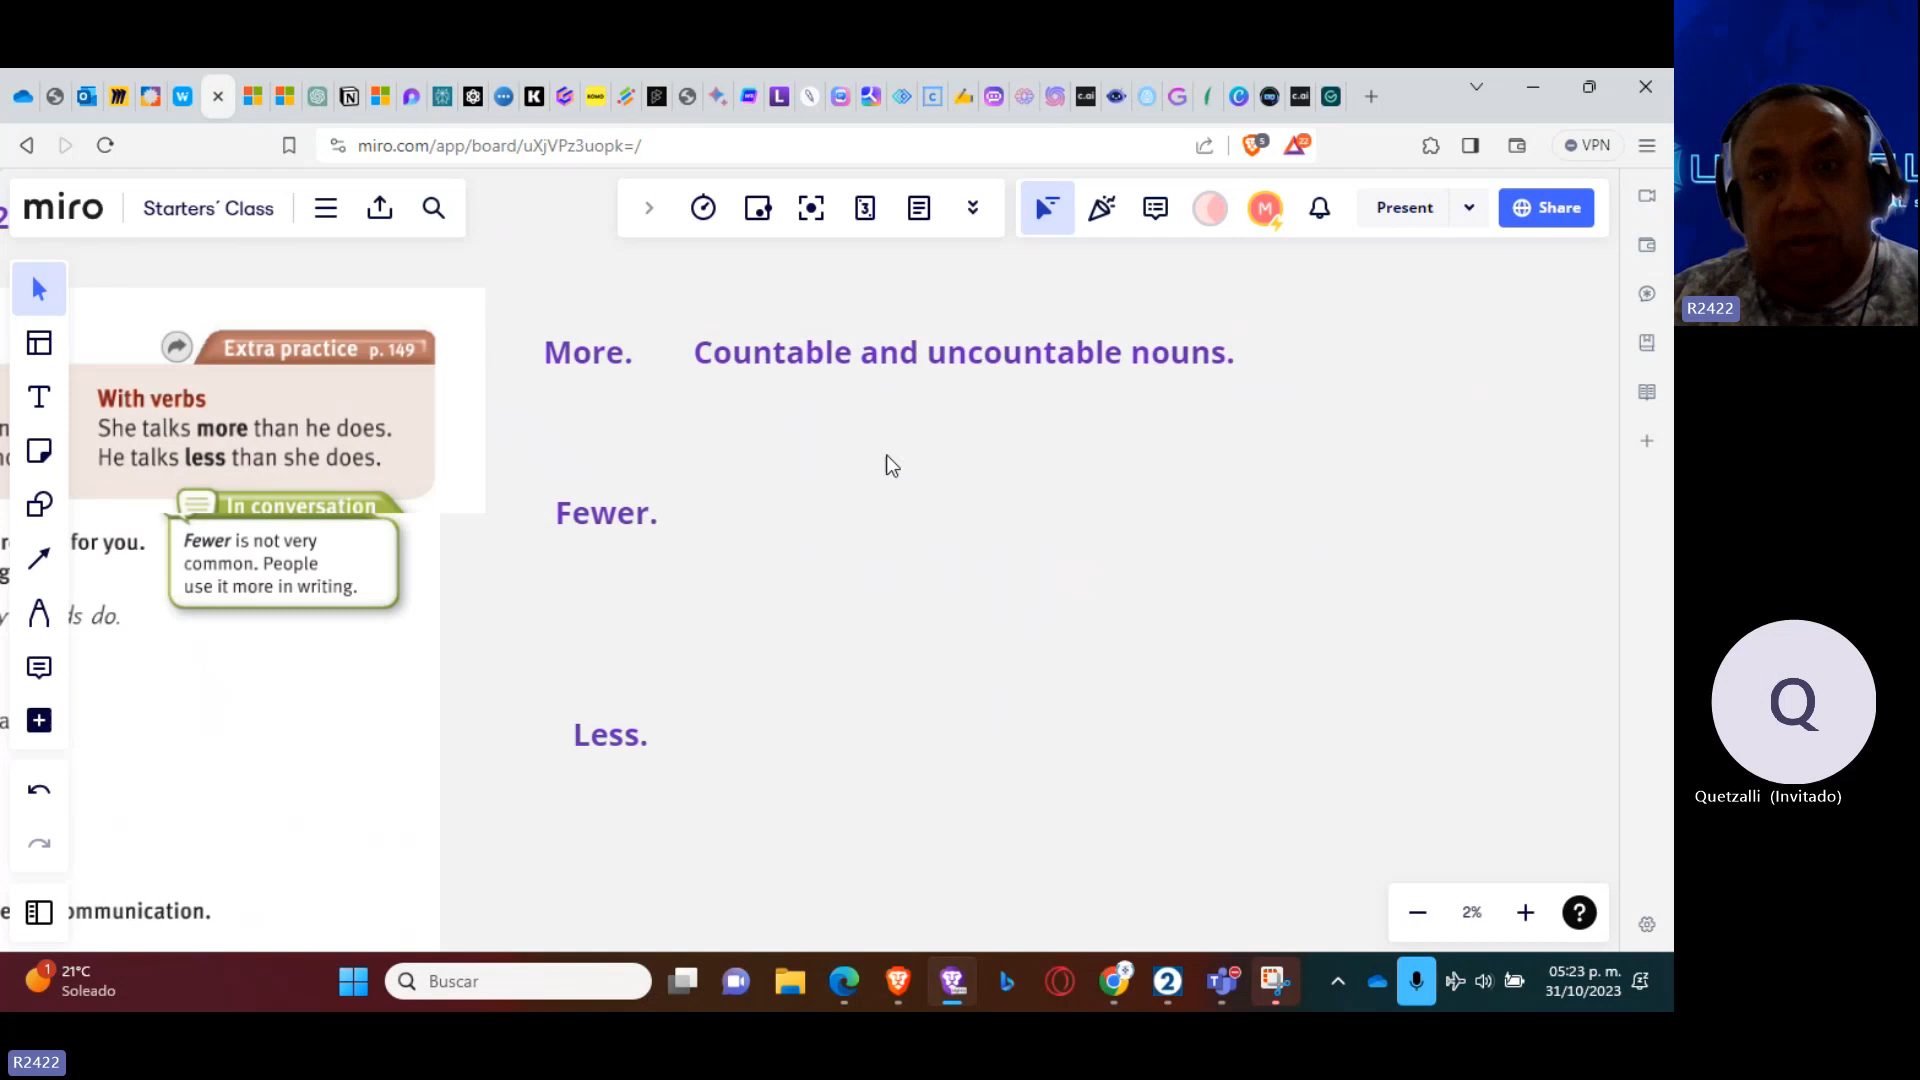 miro.com/app/board/uXjVPz3uopk=/
VPN
miro
Starters´ Class
Present
Share
Extra practice p. 149
With verbs
She talks more than he does.
He talks less than she does.
In conversation
Fewer is not very
common. People
use it more in writing.
for you.
ds do.
ommunication.
More. Countable and uncountable nouns.
Fewer.
Less.
2%
21°C
Soleado
Buscar
05:23 p. m.
31/10/2023
R2422
Q
Quetzalli (Invitado)
R2422